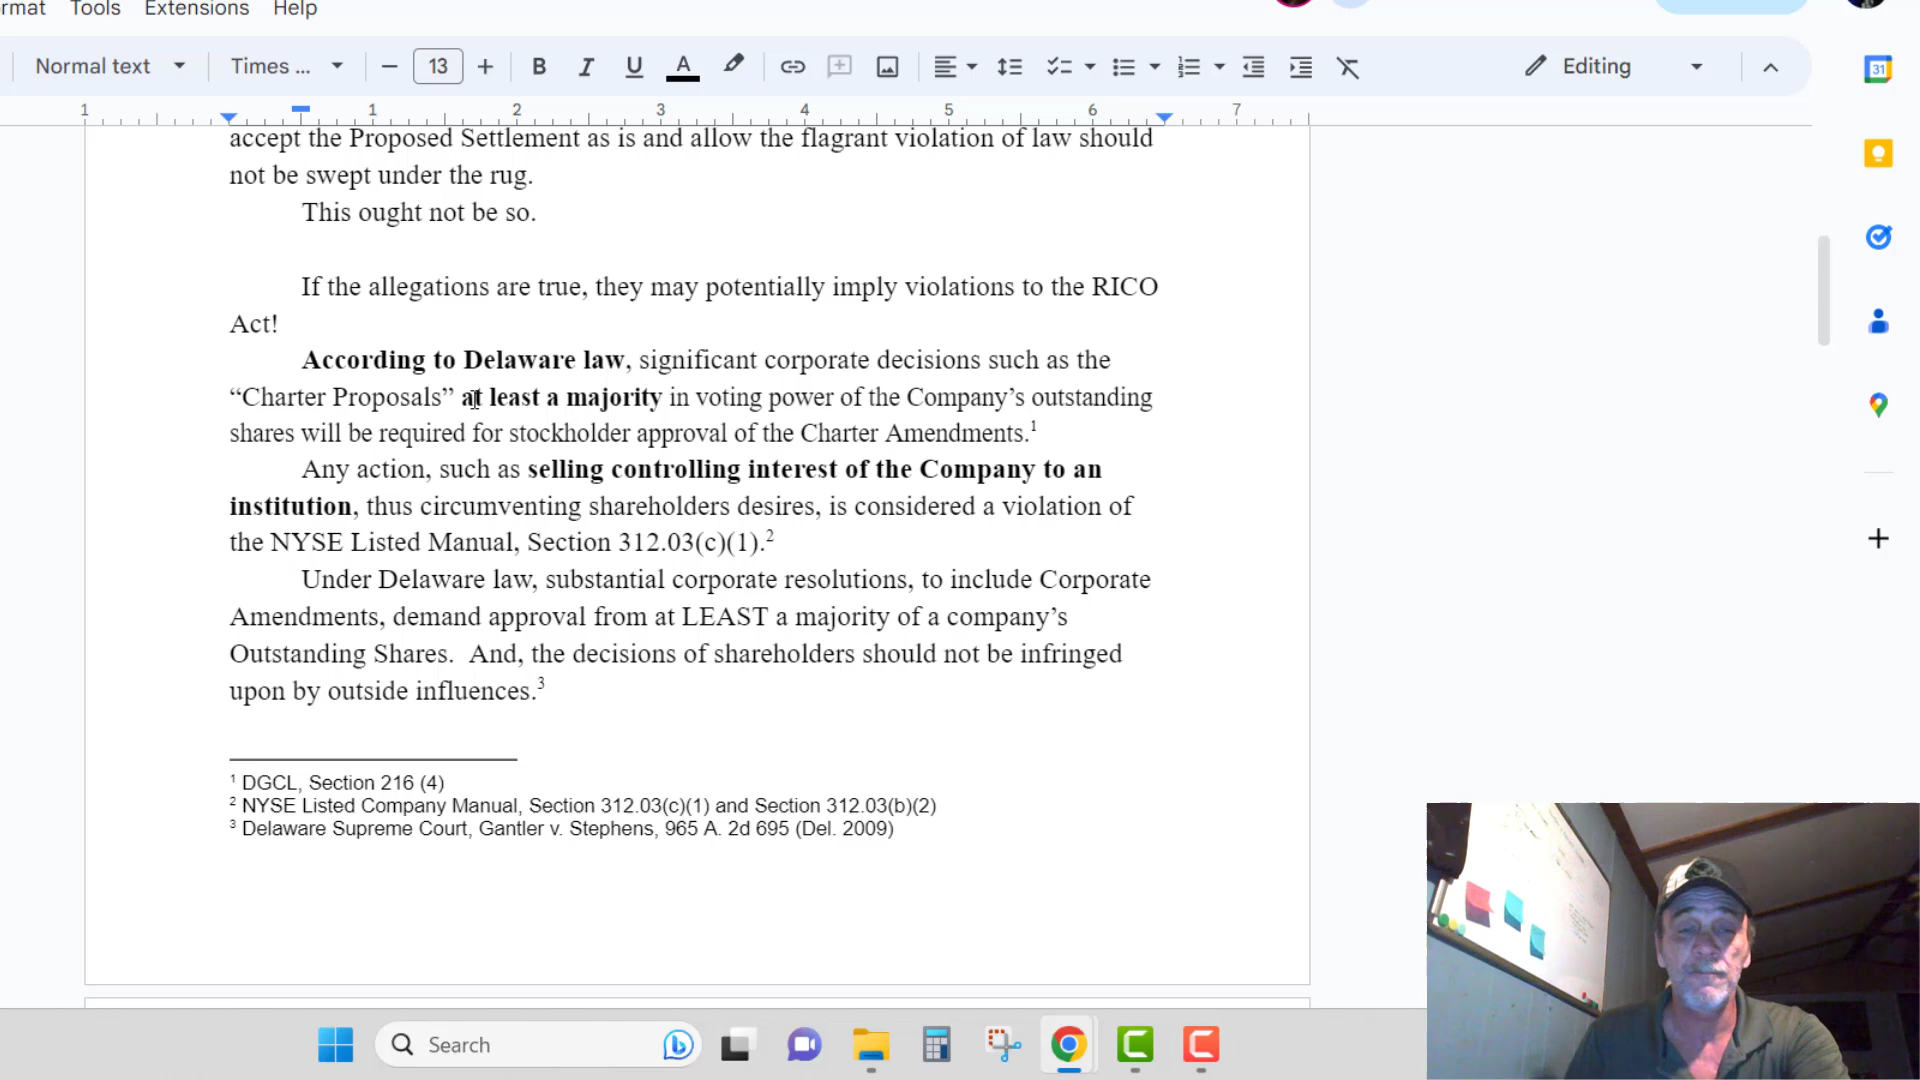 Tools Extensions Help
Normal text Times ... 13 B I U A Editing
31
1 1 2 3 4 5 6 7
accept the Proposed Settlement as is and allow the flagrant violation of law should
not be swept under the rug.
This ought not be so.
If the allegations are true, they may potentially imply violations to the RICO
Act!
According to Delaware law, significant corporate decisions such as the
“Charter Proposals” at least a majority in voting power of the Company’s outstanding
shares will be required for stockholder approval of the Charter Amendments.1
Any action, such as selling controlling interest of the Company to an
institution, thus circumventing shareholders desires, is considered a violation of
the NYSE Listed Manual, Section 312.03(c)(1).2
Under Delaware law, substantial corporate resolutions, to include Corporate
Amendments, demand approval from at LEAST a majority of a company’s
Outstanding Shares.  And, the decisions of shareholders should not be infringed
upon by outside influences.3
1 DGCL, Section 216 (4)
2 NYSE Listed Company Manual, Section 312.03(c)(1) and Section 312.03(b)(2)
3 Delaware Supreme Court, Gantler v. Stephens, 965 A. 2d 695 (Del. 2009)
Search